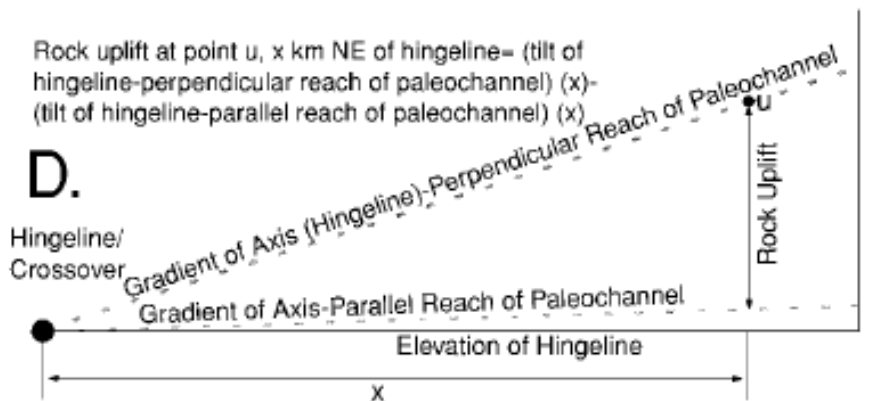 Rock uplift at point u, x km NE of hingeline= (tilt of
hingeline-perpendicular reach of paleochannel) (x)-
(tilt of hingeline-parallel reach of paleochannel) (x)
D.
Gradient of Axis (Hingeline)-Perpendicular Reach of Paleochannel
u
Rock Uplift
Hingeline/
Crossover
Gradient of Axis-Parallel Reach of Paleochannel
Elevation of Hingeline
x